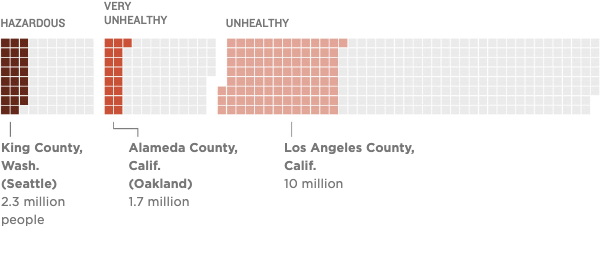 HAZARDOUS
VERY
UNHEALTHY
UNHEALTHY
King County,
Wash.
(Seattle)
2.3 million
people
Alameda County,
Calif.
(Oakland)
1.7 million
Los Angeles County,
Calif.
10 million